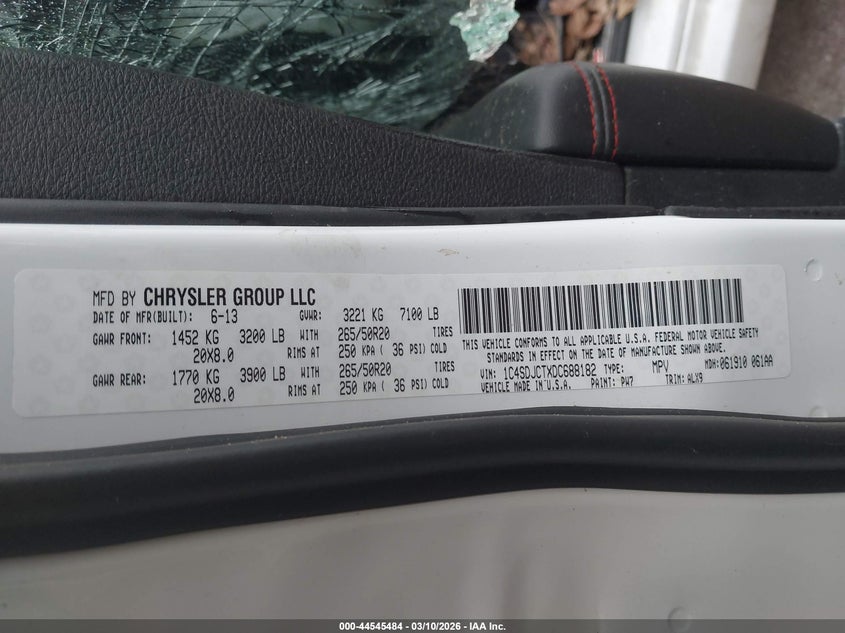 MFD BY CHRYSLER GROUP LLC
DATE OF MFR(BUILT): 6-13 GVWR: 3221 KG 7100 LB
GAWR FRONT: 1452 KG 3200 LB WITH 265/50R20 TIRES
20X8.0 RIMS AT 250 KPA ( 36 PSI) COLD
GAWR REAR: 1770 KG 3900 LB WITH 265/50R20 TIRES
20X8.0 RIMS AT 250 KPA ( 36 PSI) COLD
THIS VEHICLE CONFORMS TO ALL APPLICABLE U.S.A. FEDERAL MOTOR VEHICLE SAFETY
STANDARDS IN EFFECT ON THE DATE OF MANUFACTURE SHOWN ABOVE.
VIN: 1C4SDJCTXDC688182 TYPE: MPV MDH: 061910 061AA
VEHICLE MADE IN U.S.A. PAINT: PW7 TRIM: ALX9
000-44545484 - 03/10/2026 - IAA Inc.